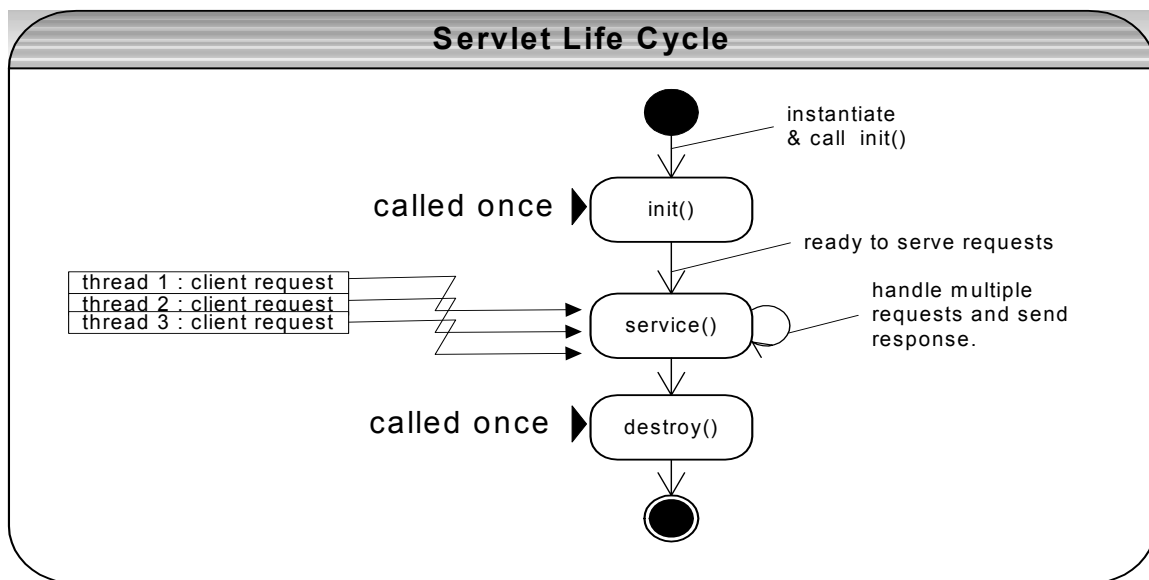 Servlet Life Cycle
instantiate
& call init()
called once
init()
ready to serve requests
thread 1 : client request
thread 2 : client request
thread 3 : client request
service()
handle multiple
requests and send
response.
called once
destroy()